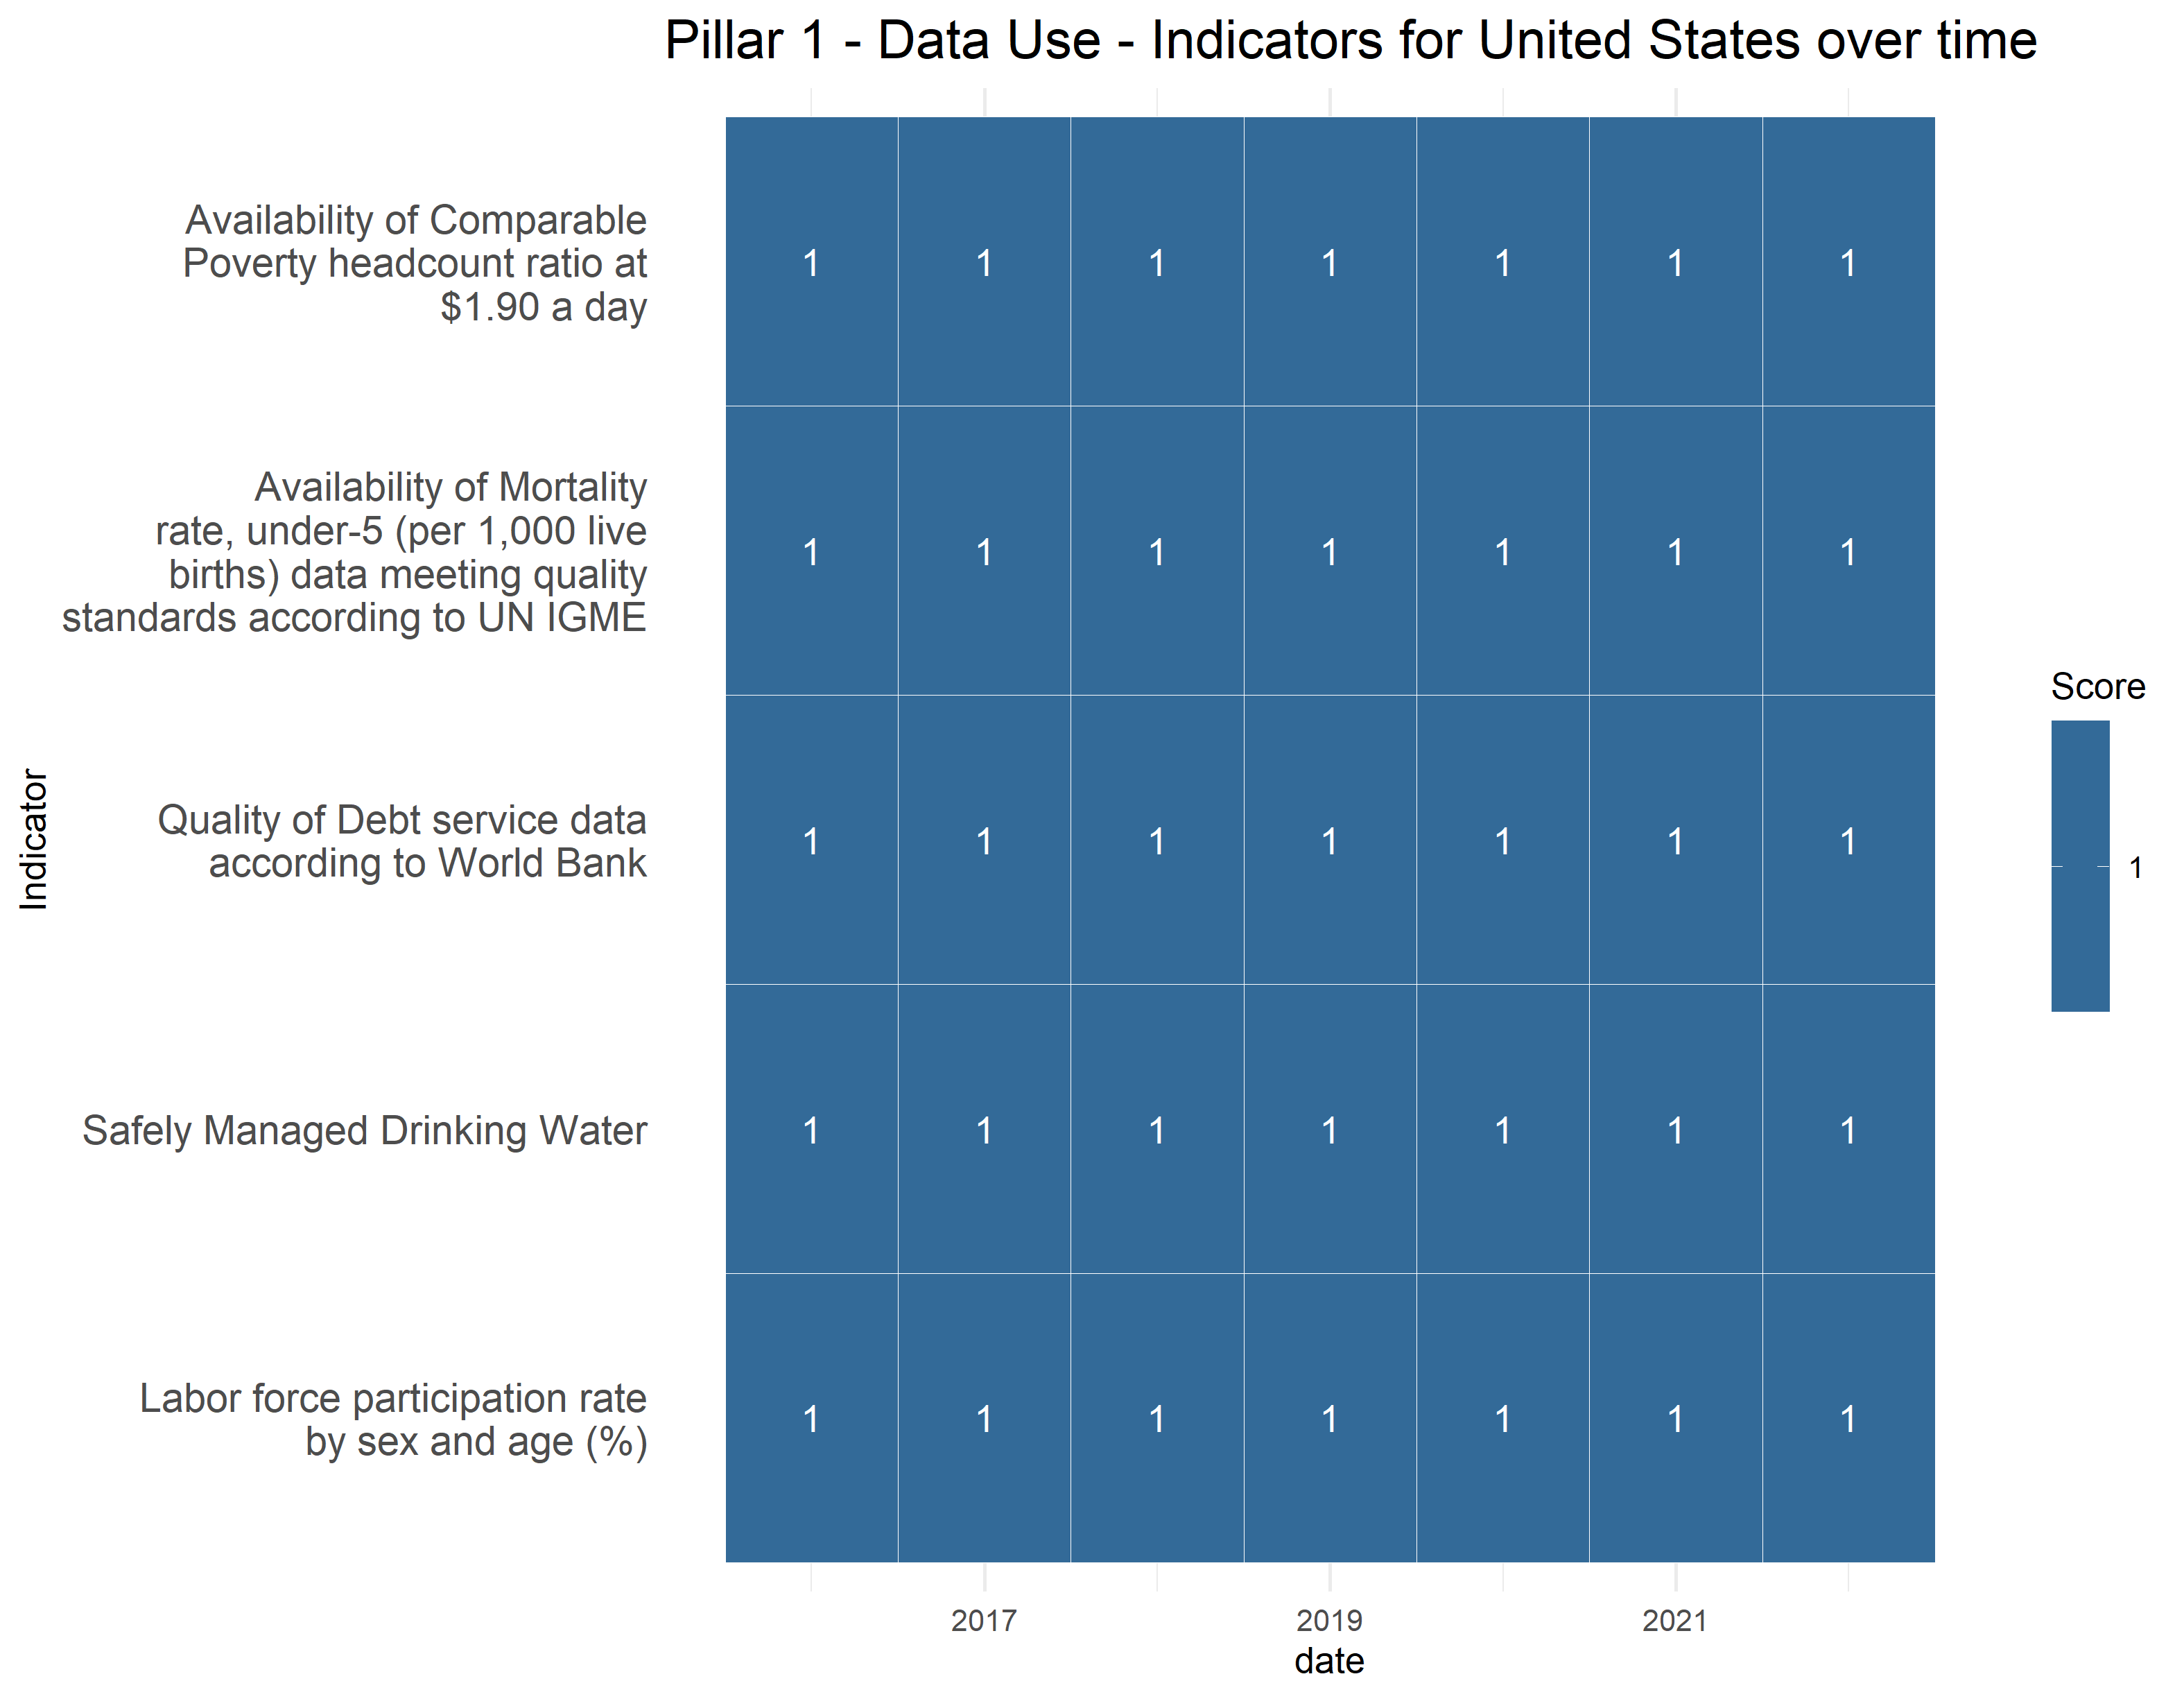 Pillar 1 - Data Use - Indicators for United States over time
Indicator
Availability of Comparable
Poverty headcount ratio at
$1.90 a day
1 1 1 1 1 1 1
Availability of Mortality
rate, under-5 (per 1,000 live
births) data meeting quality
standards according to UN IGME
1 1 1 1 1 1 1
Quality of Debt service data
according to World Bank
1 1 1 1 1 1 1
Safely Managed Drinking Water
1 1 1 1 1 1 1
Labor force participation rate
by sex and age (%)
1 1 1 1 1 1 1
2017 2019 2021
date
Score
1